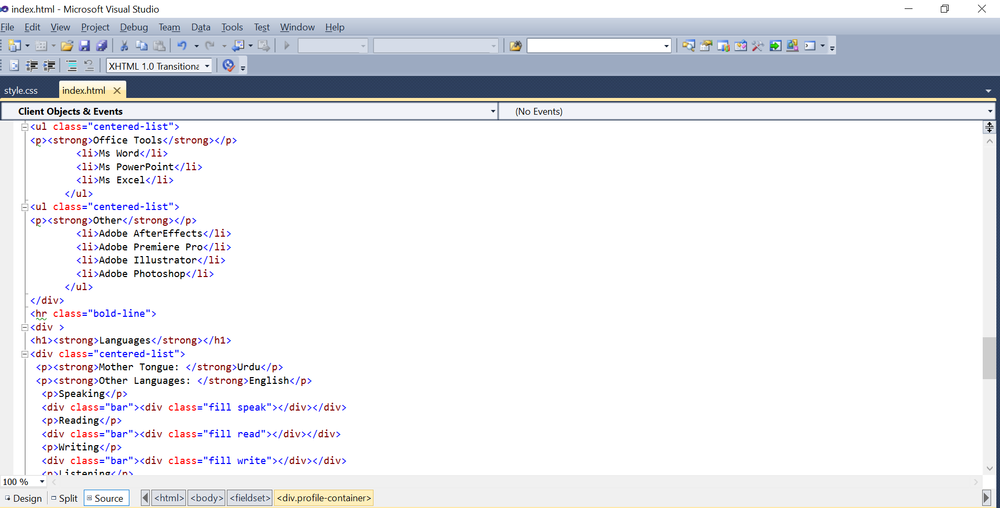 index.html - Microsoft Visual Studio
File Edit View Project Debug Team Data Tools Test Window Help
XHTML 1.0 Transitiona
style.css index.html
Client Objects & Events (No Events)
<ul class="centered-list">
<p><strong>Office Tools</strong></p>
<li>Ms Word</li>
<li>Ms PowerPoint</li>
<li>Ms Excel</li>
</ul>
<ul class="centered-list">
<p><strong>Other</strong></p>
<li>Adobe AfterEffects</li>
<li>Adobe Premiere Pro</li>
<li>Adobe Illustrator</li>
<li>Adobe Photoshop</li>
</ul>
</div>
<hr class="bold-line">
<div >
<h1><strong>Languages</strong></h1>
<div class="centered-list">
<p><strong>Mother Tongue: </strong>Urdu</p>
<p><strong>Other Languages: </strong>English</p>
<p>Speaking</p>
<div class="bar"><div class="fill speak"></div></div>
<p>Reading</p>
<div class="bar"><div class="fill read"></div></div>
<p>Writing</p>
<div class="bar"><div class="fill write"></div></div>
<p>Listening</p>
100 %
Design Split Source <html> <body> <fieldset> <div.profile-container>